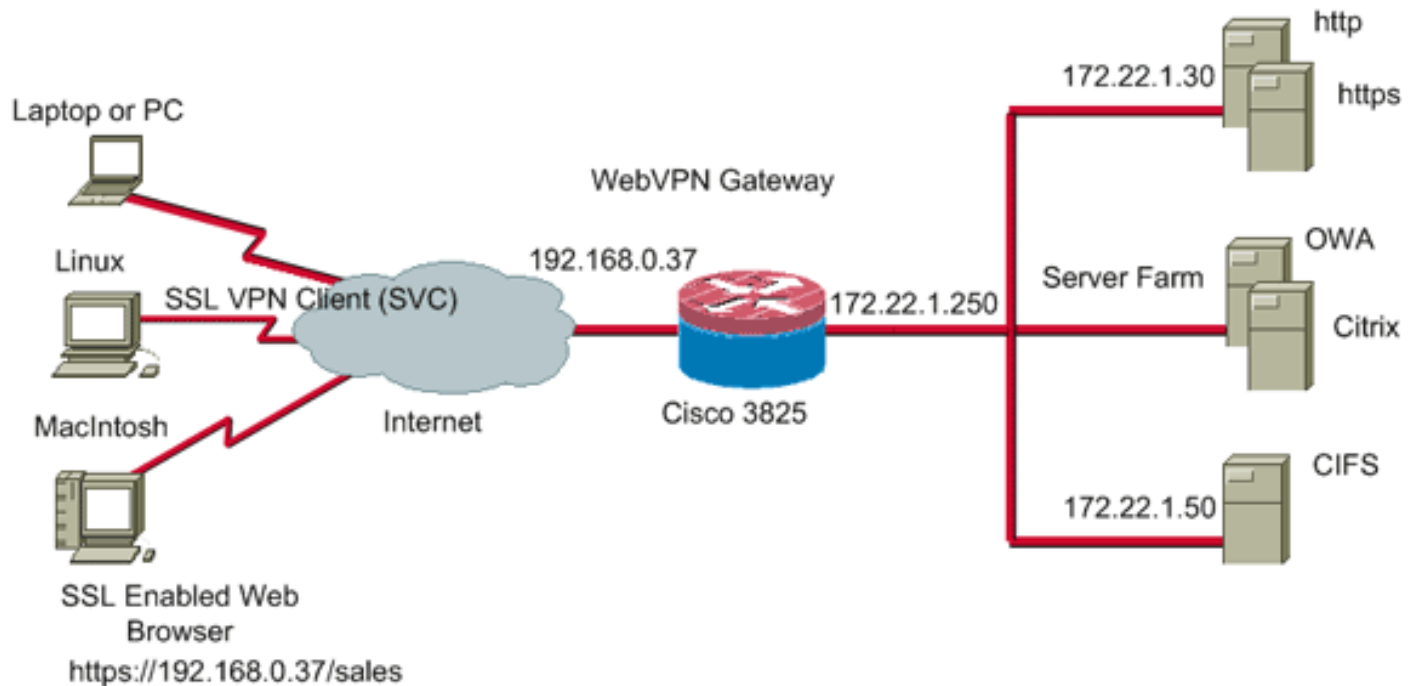 http
172.22.1.30
https
Laptop or PC
WebVPN Gateway
Linux
192.168.0.37
OWA
SSL VPN Client (SVC)
172.22.1.250
Server Farm
Citrix
MacIntosh
Internet
Cisco 3825
CIFS
172.22.1.50
SSL Enabled Web
Browser
https://192.168.0.37/sales